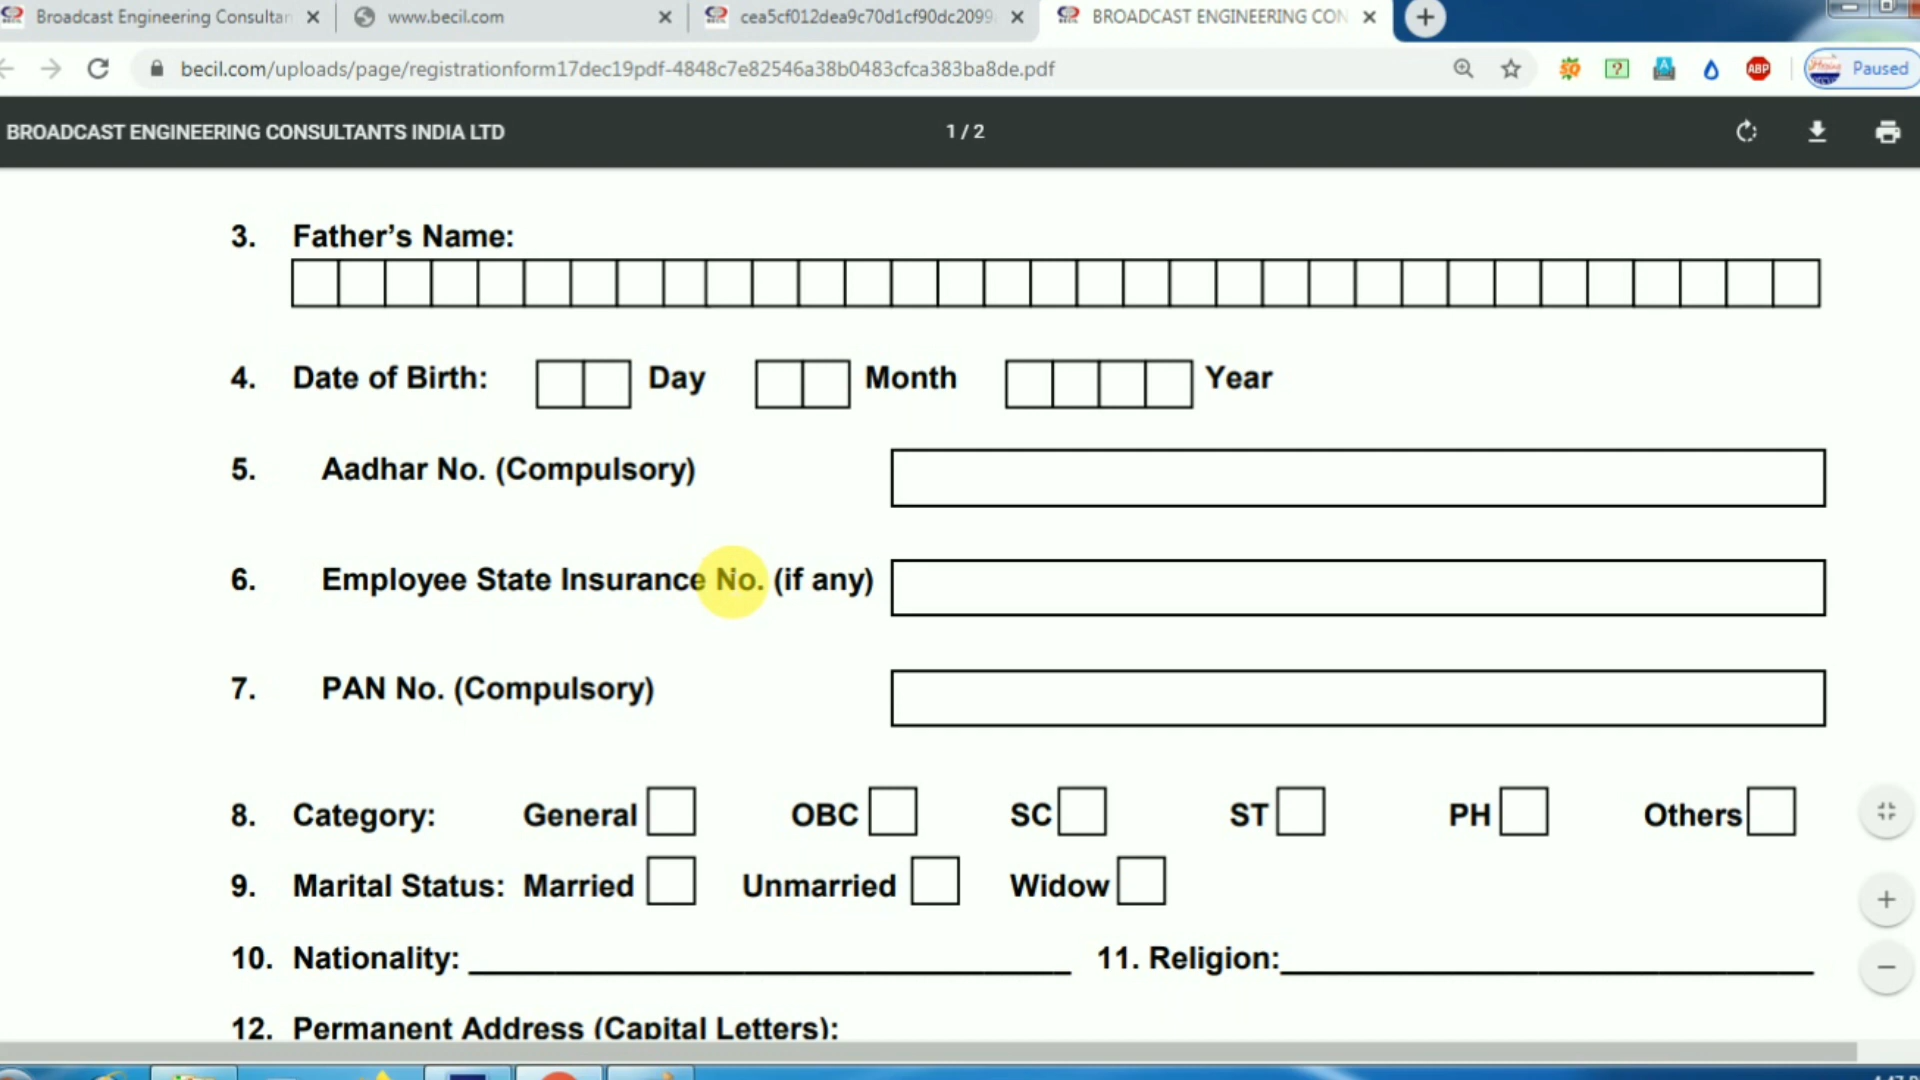 Broadcast Engineering Consultan
www.becil.com
cea5cf012dea9c70d1cf90dc2099
BROADCAST ENGINEERING CON
becil.com/uploads/page/registrationform17dec19pdf-4848c7e82546a38b0483cfca383ba8de.pdf
ABP
Paused
BROADCAST ENGINEERING CONSULTANTS INDIA LTD
1 / 2
3. Father's Name:
4. Date of Birth: Day Month Year
5. Aadhar No. (Compulsory)
6. Employee State Insurance No. (if any)
7. PAN No. (Compulsory)
8. Category: General OBC SC ST PH Others
9. Marital Status: Married Unmarried Widow
10. Nationality: 11. Religion:
12. Permanent Address (Capital Letters):